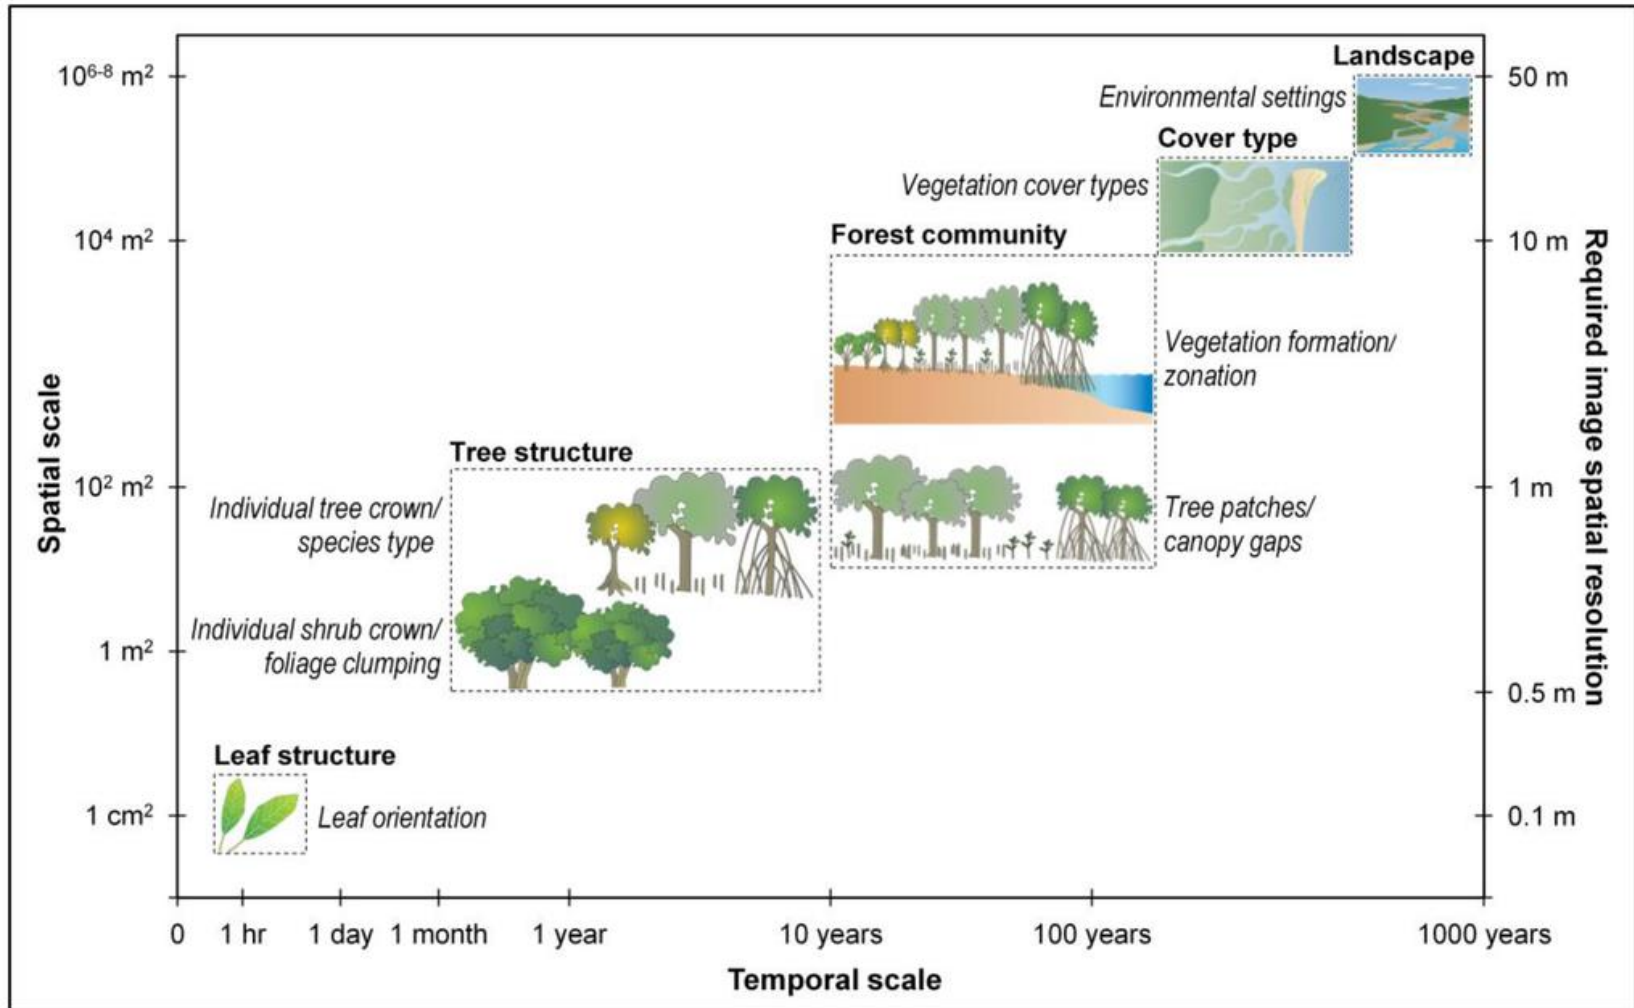 Landscape
10⁶⁻⁸ m²
50 m
Environmental settings
Cover type
Vegetation cover types
Forest community
10⁴ m²
10 m
Vegetation formation/
zonation
Tree structure
10² m²
1 m
Individual tree crown/
species type
Tree patches/
canopy gaps
Individual shrub crown/
foliage clumping
1 m²
0.5 m
Leaf structure
1 cm²
Leaf orientation
0.1 m
Spatial scale
Required image spatial resolution
0 1 hr 1 day 1 month 1 year 10 years 100 years 1000 years
Temporal scale